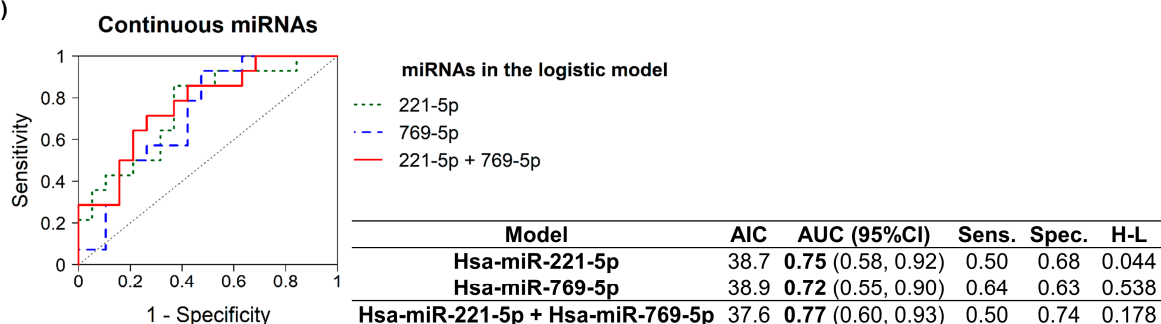 )
Continuous miRNAs
1
0.8
0.6
0.4
0.2
0
Sensitivity
0 0.2 0.4 0.6 0.8 1
1 - Specificity
miRNAs in the logistic model
221-5p
769-5p
221-5p + 769-5p
Model AIC AUC (95%CI) Sens. Spec. H-L
Hsa-miR-221-5p 38.7 0.75 (0.58, 0.92) 0.50 0.68 0.044
Hsa-miR-769-5p 38.9 0.72 (0.55, 0.90) 0.64 0.63 0.538
Hsa-miR-221-5p + Hsa-miR-769-5p 37.6 0.77 (0.60, 0.93) 0.50 0.74 0.178